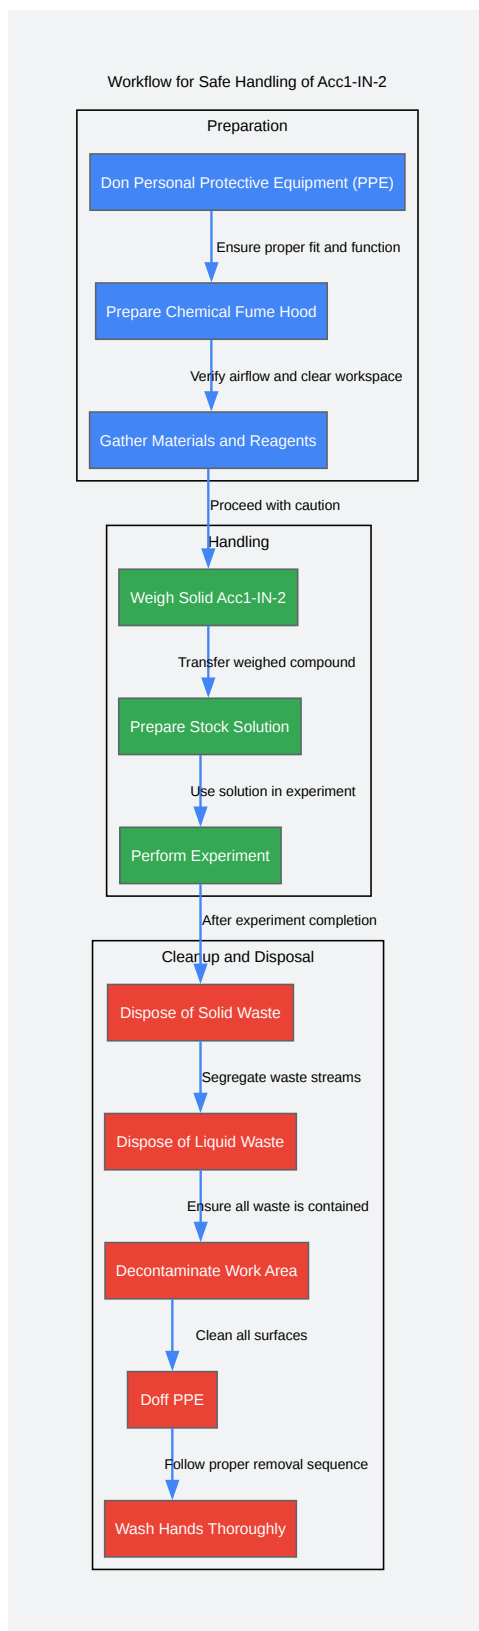 Workflow for Safe Handling of Acc1-IN-2
Preparation
Don Personal Protective Equipment (PPE)
Ensure proper fit and function
Prepare Chemical Fume Hood
Verify airflow and clear workspace
Gather Materials and Reagents
Proceed with caution
Handling
Weigh Solid Acc1-IN-2
Transfer weighed compound
Prepare Stock Solution
Use solution in experiment
Perform Experiment
After experiment completion
Cleanup and Disposal
Dispose of Solid Waste
Segregate waste streams
Dispose of Liquid Waste
Ensure all waste is contained
Decontaminate Work Area
Clean all surfaces
Doff PPE
Follow proper removal sequence
Wash Hands Thoroughly